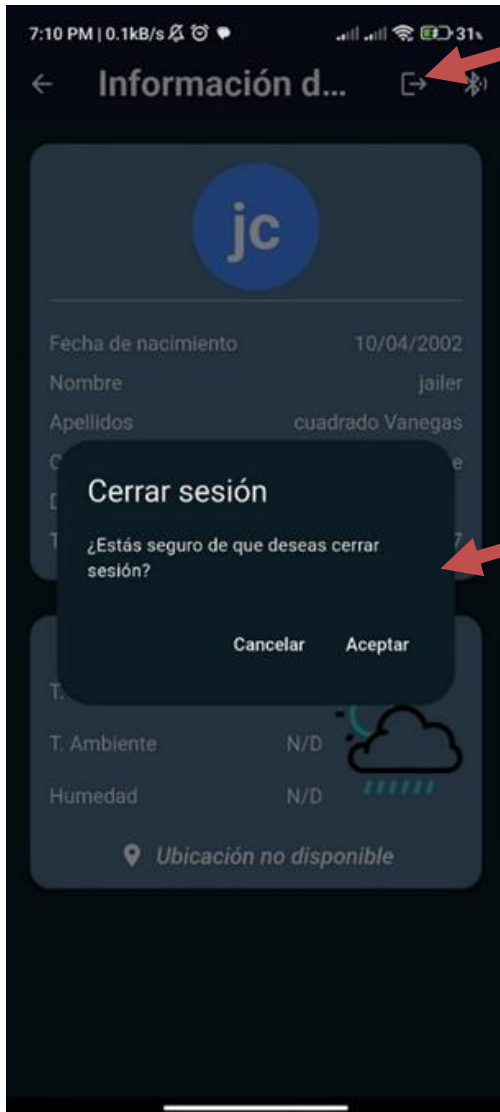 7:10 PM | 0.1kB/s 31%
Información d...
jc
Fecha de nacimiento 10/04/2002
Nombre jailer
Apellidos cuadrado Vanegas
Cerrar sesión
¿Estás seguro de que deseas cerrar
sesión?
Cancelar Aceptar
T. Ambiente N/D
Humedad N/D
Ubicación no disponible